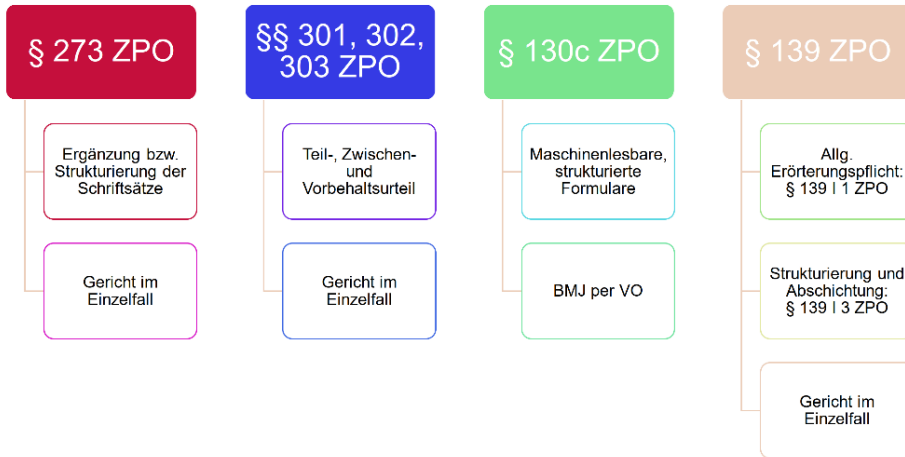 § 273 ZPO
Ergänzung bzw.
Strukturierung der
Schriftsätze
Gericht im
Einzelfall
§§ 301, 302,
303 ZPO
Teil-, Zwischen-
und
Vorbehaltsurteil
Gericht im
Einzelfall
§ 130c ZPO
Maschinenlesbare,
strukturierte
Formulare
BMJ per VO
§ 139 ZPO
Allg.
Erörterungspflicht:
§ 139 I 1 ZPO
Strukturierung und
Abschichtung:
§ 139 I 3 ZPO
Gericht im
Einzelfall